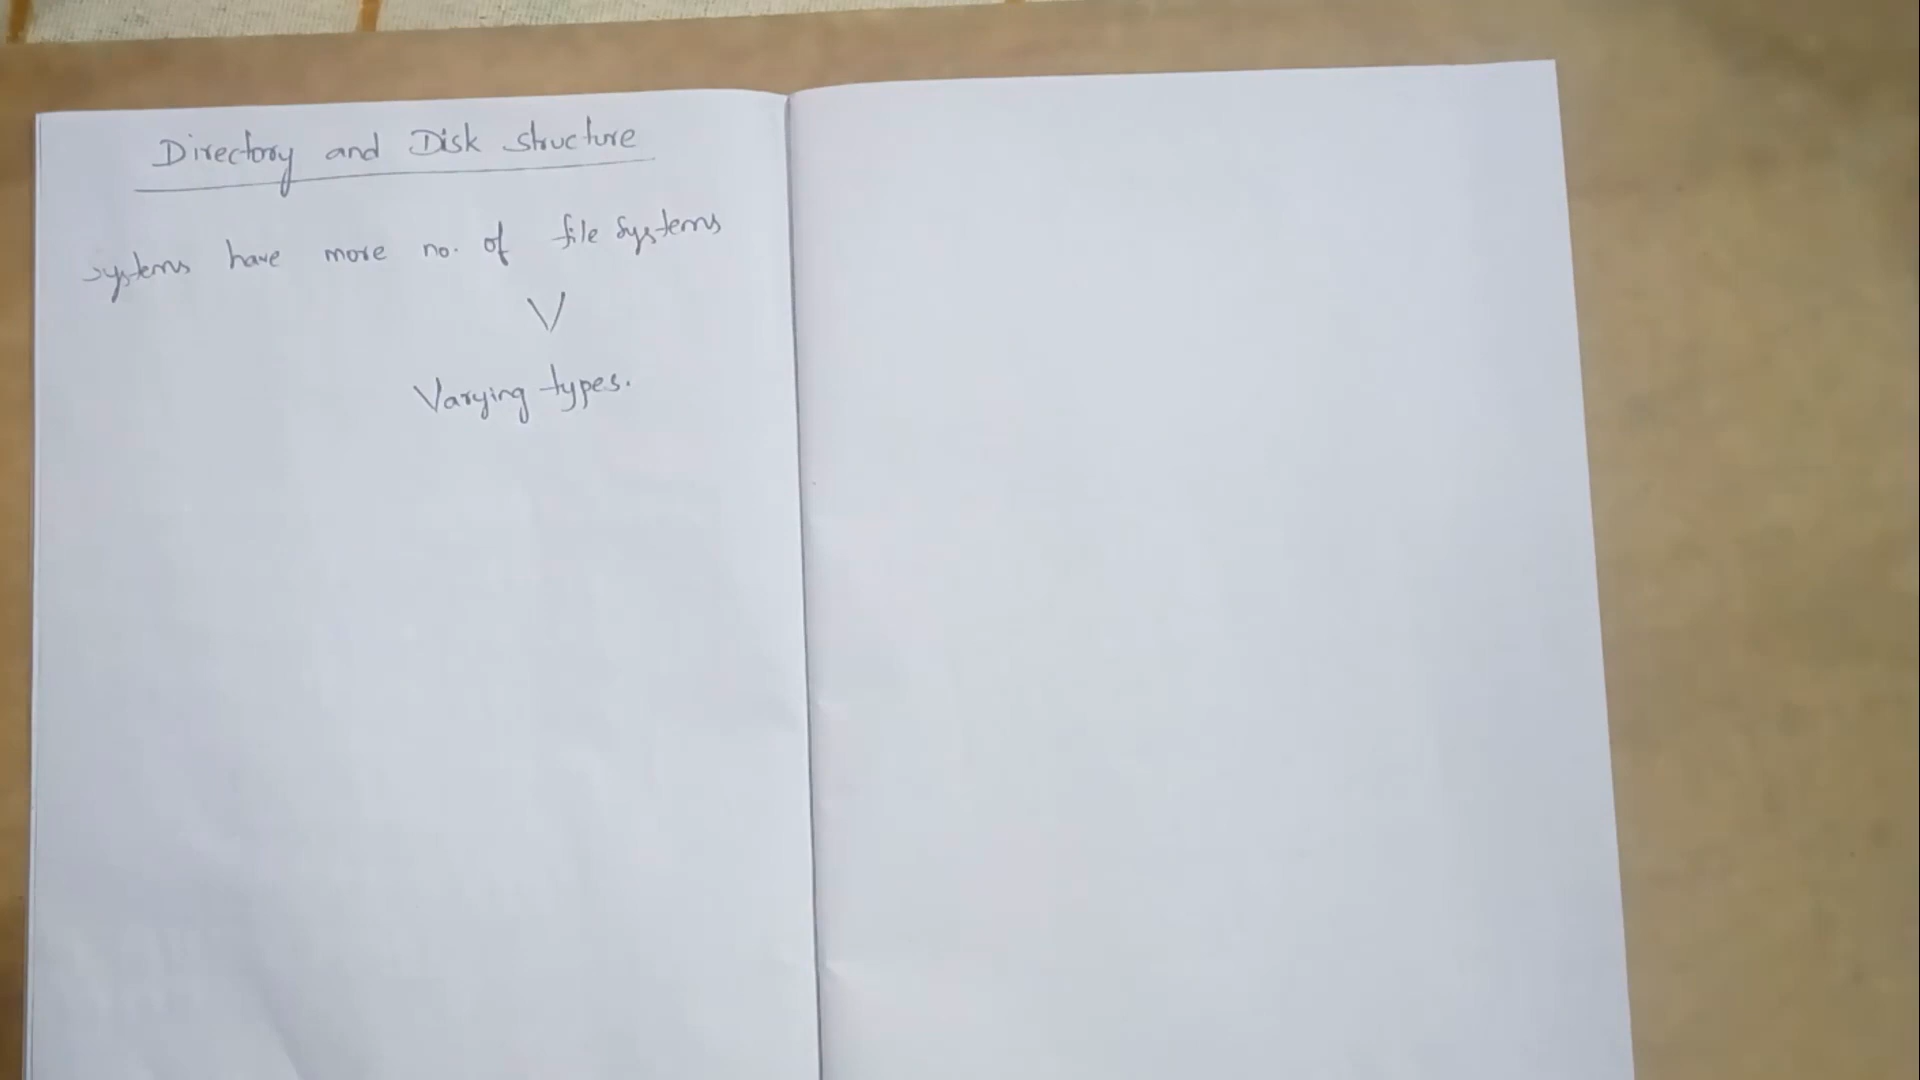 Directory and Disk structure
systems have more no. of file systems
Varying types.